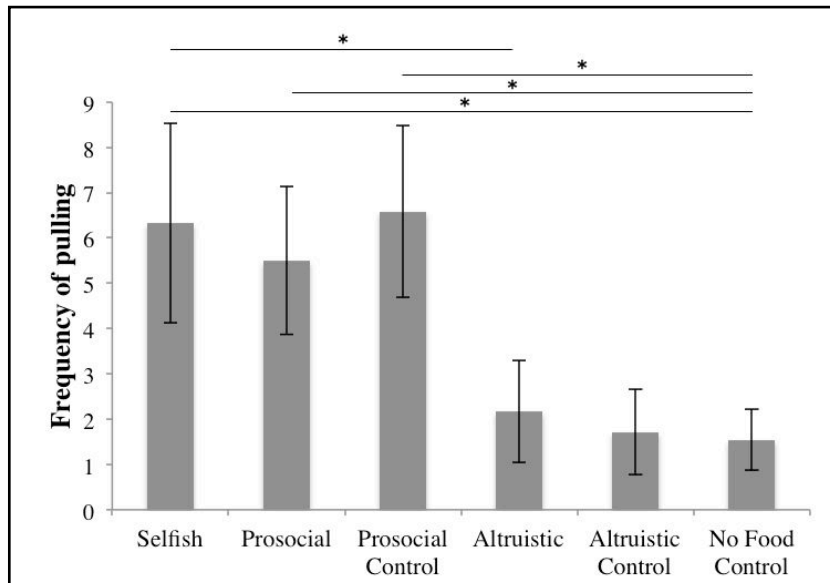 *
*
*
*
9
8
7
6
5
4
3
2
1
0
Frequency of pulling
Selfish
Prosocial
Prosocial
Control
Altruistic
Altruistic
Control
No Food
Control